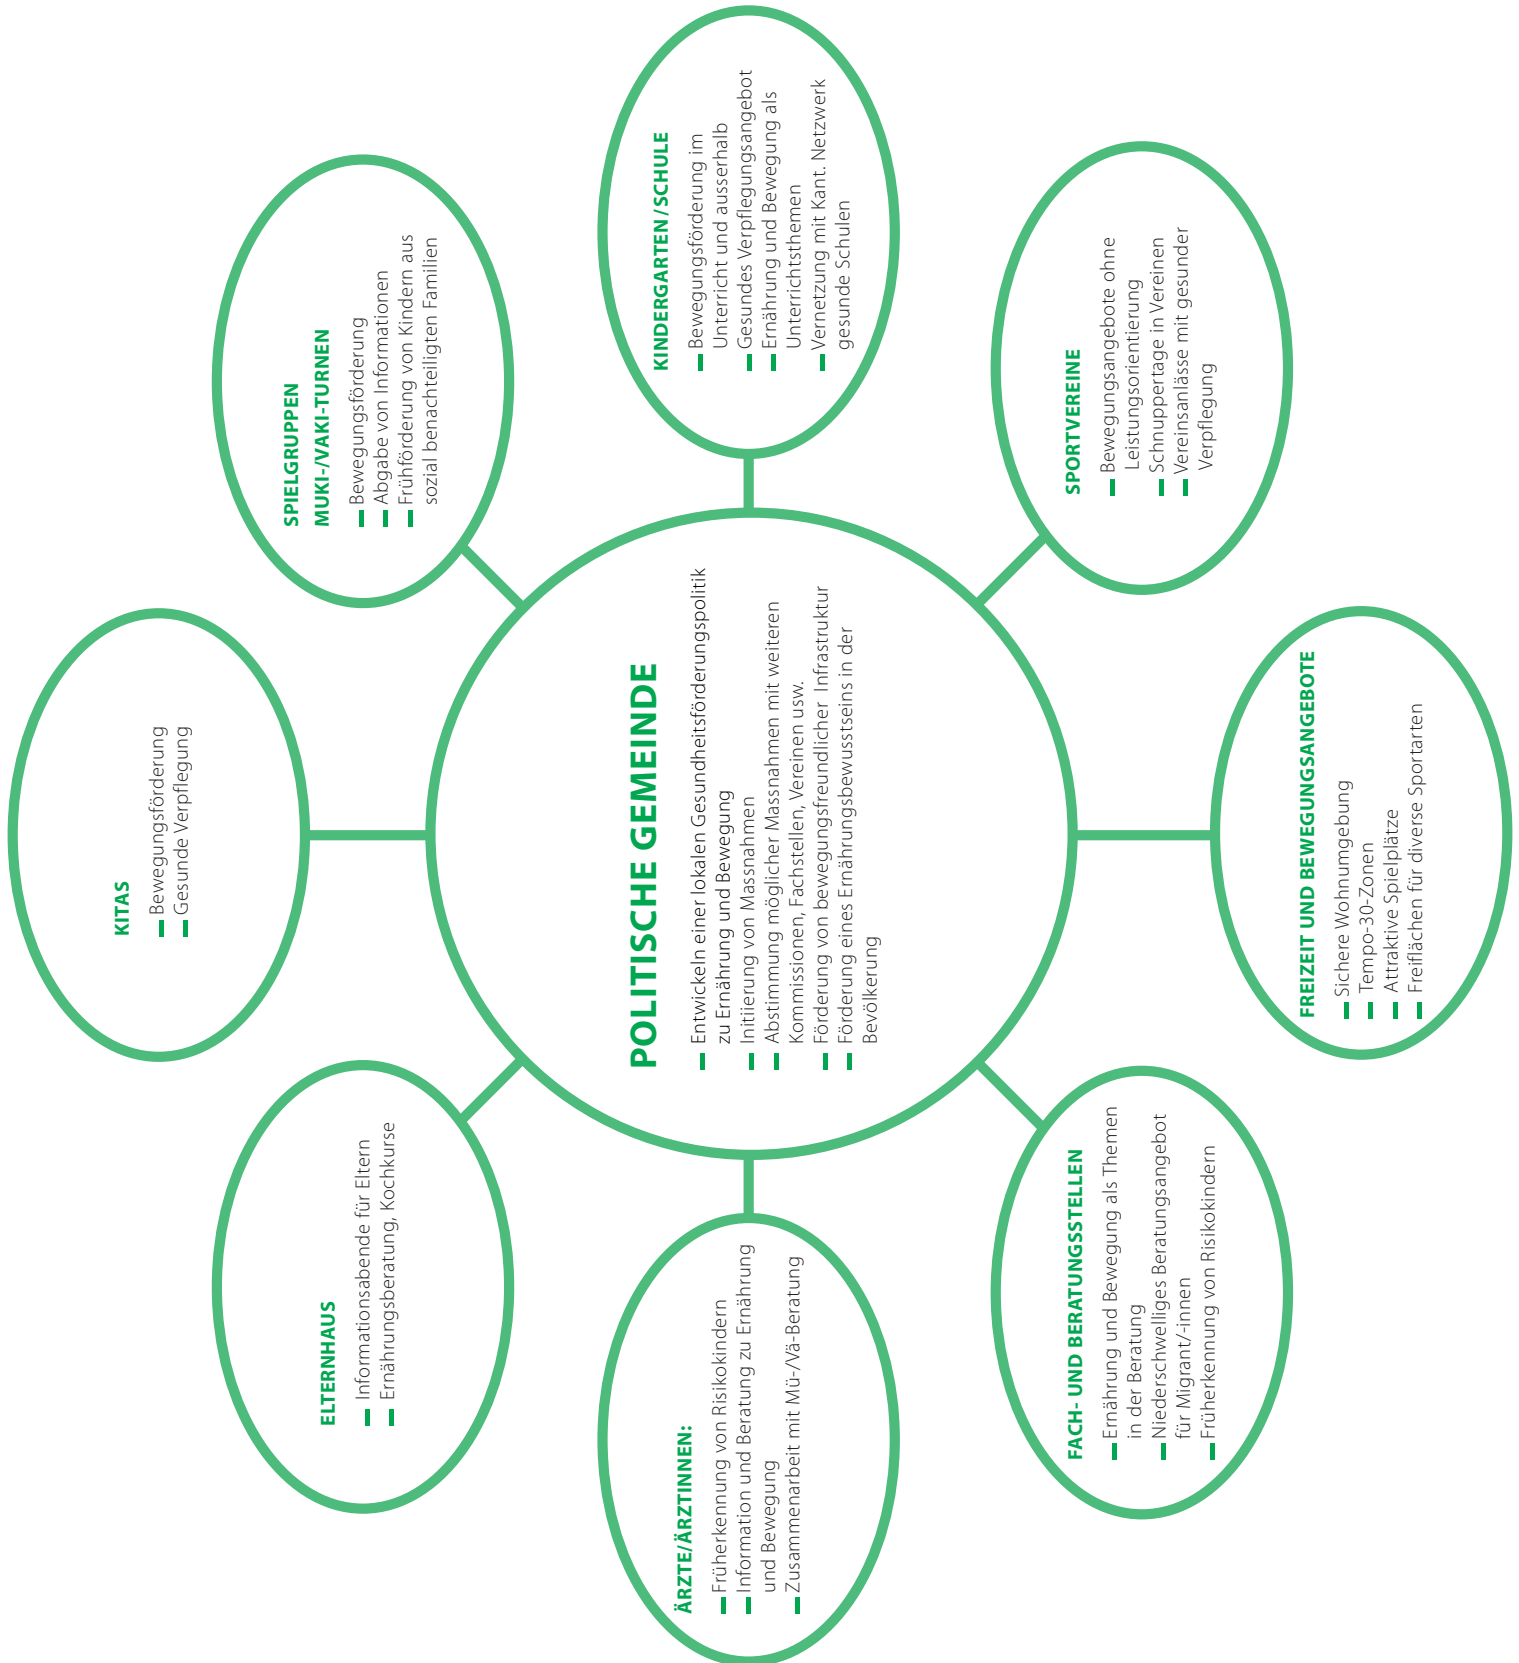 KITAS
Bewegungsförderung
Gesunde Verpflegung
ELTERNHAUS
Informationsabende für Eltern
Ernährungsberatung, Kochkurse
SPIELGRUPPEN
MUKI-/VAKI-TURNEN
Bewegungsförderung
Abgabe von Informationen
Frühförderung von Kindern aus
sozial benachteiligten Familien
ÄRZTE/ÄRZTINNEN:
Früherkennung von Risikokindern
Information und Beratung zu Ernährung
und Bewegung
Zusammenarbeit mit Mü-/Vä-Beratung
POLITISCHE GEMEINDE
Entwickeln einer lokalen Gesundheitsförderungspolitik
zu Ernährung und Bewegung
Initiierung von Massnahmen
Abstimmung möglicher Massnahmen mit weiteren
Kommissionen, Fachstellen, Vereinen usw.
Förderung von bewegungsfreundlicher Infrastruktur
Förderung eines Ernährungsbewusstseins in der
Bevölkerung
KINDERGARTEN/SCHULE
Bewegungsförderung im
Unterricht und ausserhalb
Gesundes Verpflegungsangebot
Ernährung und Bewegung als
Unterrichtsthemen
Vernetzung mit Kant. Netzwerk
gesunde Schulen
FACH- UND BERATUNGSSTELLEN
Ernährung und Bewegung als Themen
in der Beratung
Niederschwelliges Beratungsangebot
für Migrant/-innen
Früherkennung von Risikokindern
SPORTVEREINE
Bewegungsangebote ohne
Leistungsorientierung
Schnuppertage in Vereinen
Vereinsanlässe mit gesunder
Verpflegung
FREIZEIT UND BEWEGUNGSANGEBOTE
Sichere Wohnumgebung
Tempo-30-Zonen
Attraktive Spielplätze
Freiflächen für diverse Sportarten